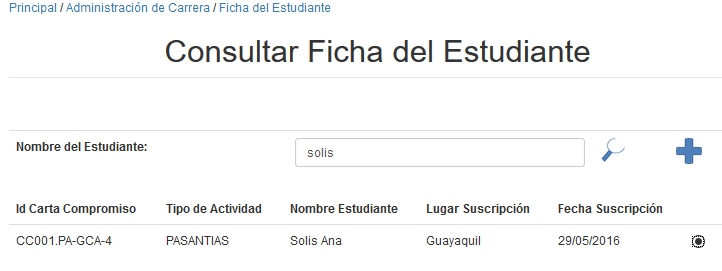 Principal / Administración de Carrera / Ficha del Estudiante
Consultar Ficha del Estudiante
Nombre del Estudiante: solis
Id Carta Compromiso Tipo de Actividad Nombre Estudiante Lugar Suscripción Fecha Suscripción
CC001.PA-GCA-4 PASANTIAS Solis Ana Guayaquil 29/05/2016